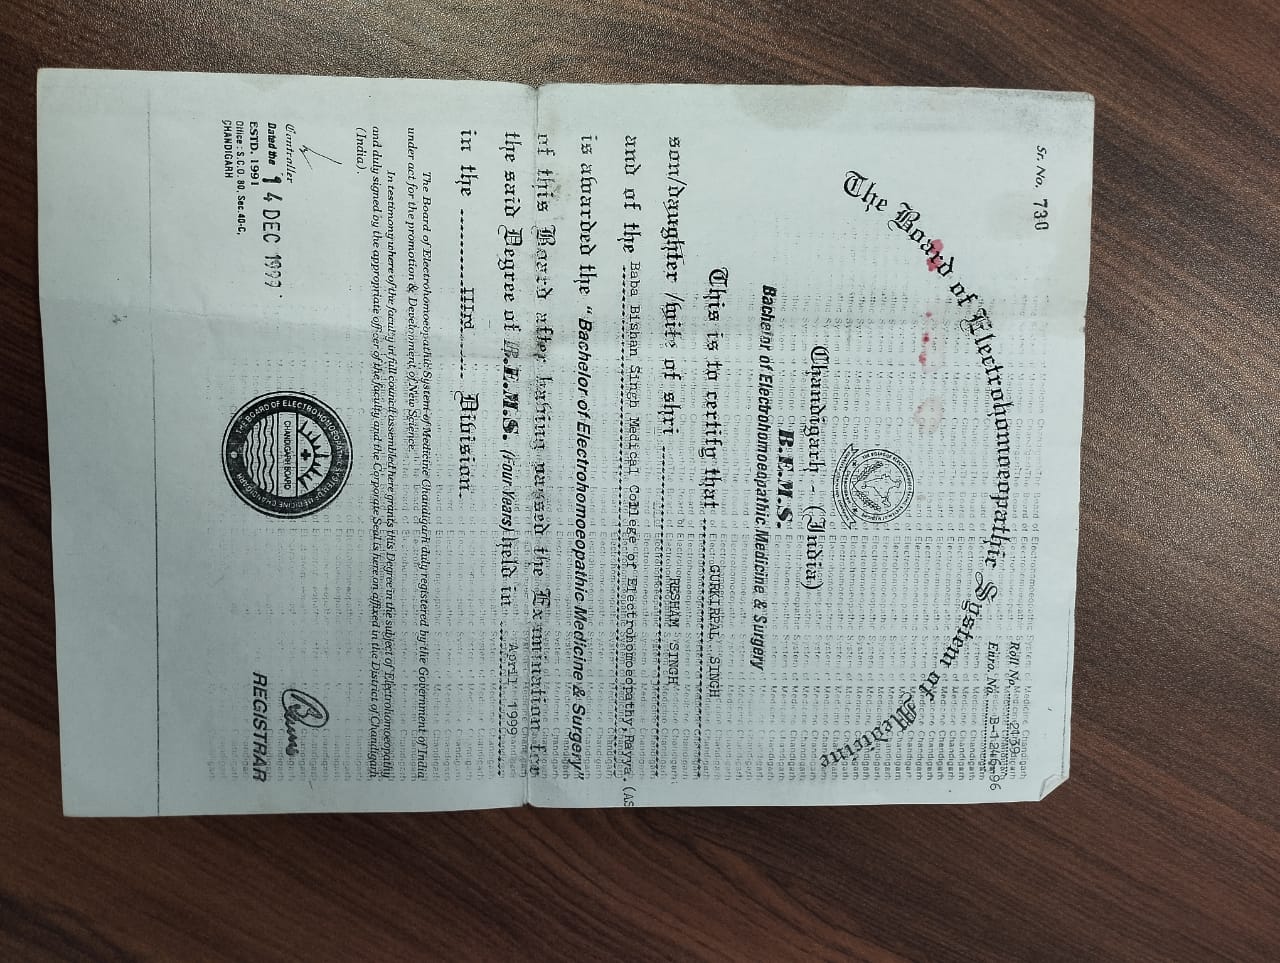 Sr. No. 730
Roll No. 2139
Enro. No. B-424-96
The Board of Electrohomoeopathic System of Medicine
Chandigarh - (India)
B.E.M.S.
Bachelor of Electrohomoeopathic Medicine & Surgery
This is to certify that GURKIRPAL SINGH
son/daughter/wife of shri RESHAM SINGH
and of the Baba Bishan Singh Medical College of Electrohomoeopathy, Rayya. (AS
is awarded the "Bachelor of Electrohomoeopathic Medicine & Surgery"
of this Board after having passed the Examination for
the said Degree of B.E.M.S. (Four Years) held in April 1999
in the IIIrd Division.
The Board of Electrohomoeopathic System of Medicine Chandigarh duly registered by the Government of India
under act for the promotion & Development of New Science.
In testimony where of the faculty in full council assembled here grants this Degree in the subject of Electrohomoeopathy
and duly signed by the appropriate officer of the faculty and the Corporate Seal is here on affixed in the District of Chandigarh
(India).
Controller
Dated the 14 DEC 1999
ESTD. 1991
Office : S.C.O. 80, Sec. 40-C,
CHANDIGARH
CHANDIGARH BOARD
REGISTRAR